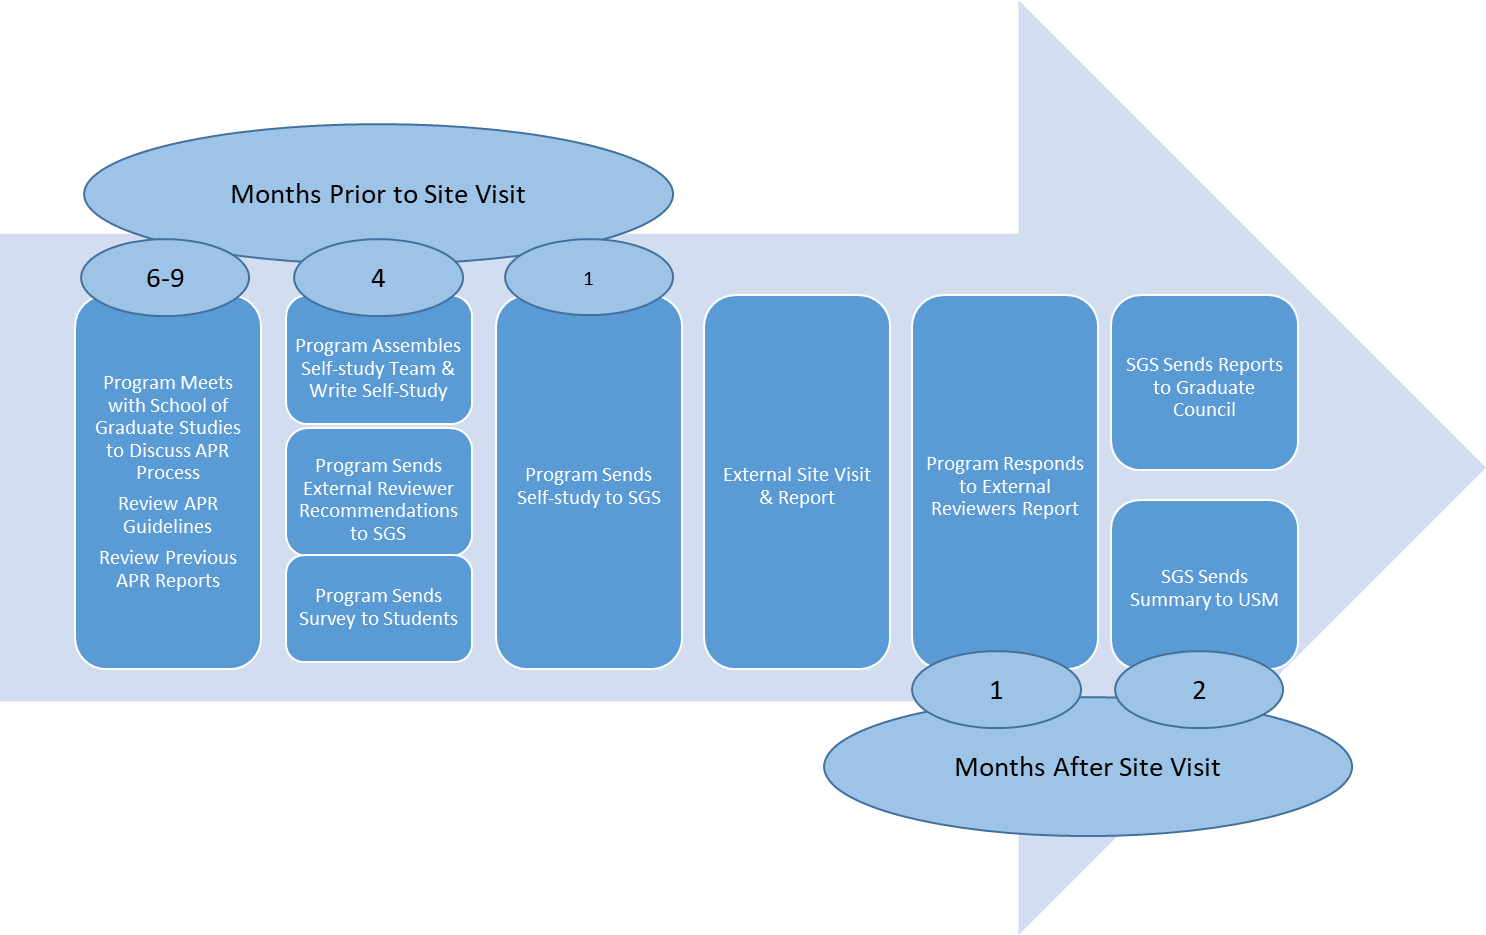 Months Prior to Site Visit
6-9
4
1
Program Meets
with School of
Graduate Studies
to Discuss APR
Process
Review APR
Guidelines
Review Previous
APR Reports
Program Assembles
Self-study Team &
Write Self-Study
Program Sends
External Reviewer
Recommendations
to SGS
Program Sends
Survey to Students
Program Sends
Self-study to SGS
External Site Visit
& Report
Program Responds
to External
Reviewers Report
SGS Sends Reports
to Graduate
Council
SGS Sends
Summary to USM
1
2
Months After Site Visit